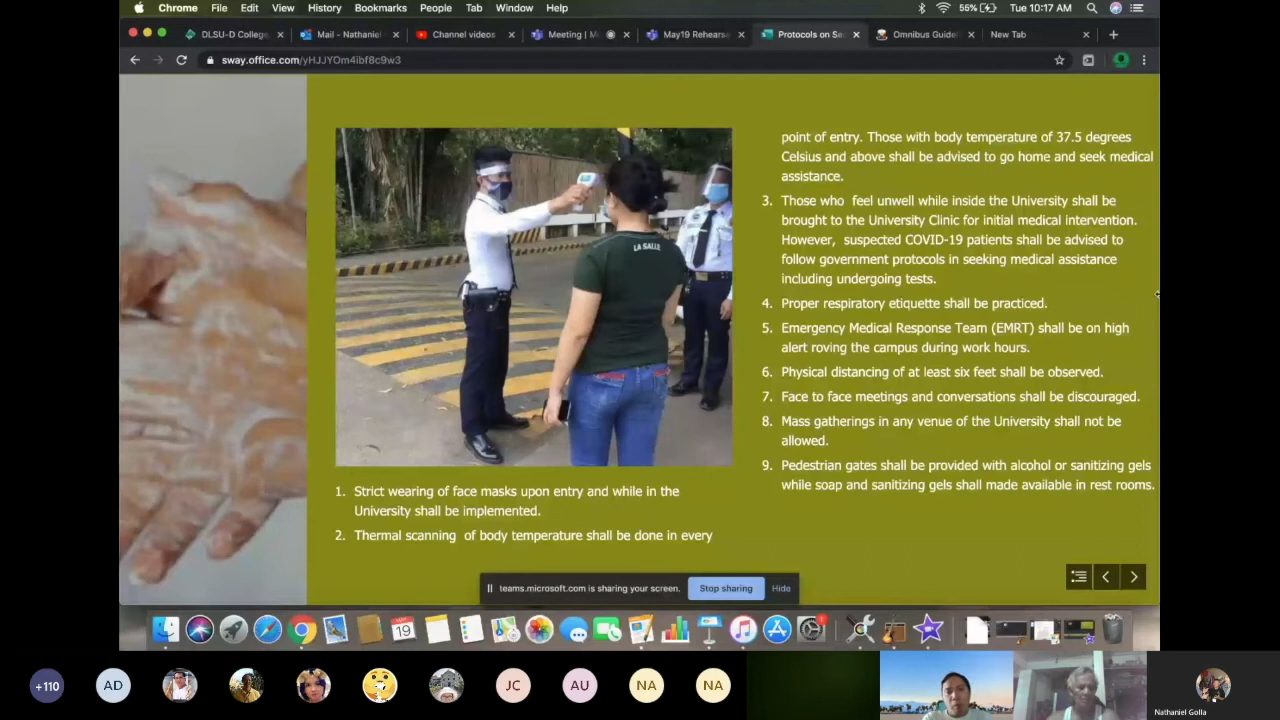 Chrome File Edit View History Bookmarks People Tab Window Help 55% Tue 10:17 AM
DLSU-D College Mail - Nathaniel Channel videos Meeting | M May19 Rehears Protocols on Se Omnibus Guidel New Tab
sway.office.com/yHJJYOm4ibf8c9w3
LA SALLE
1. Strict wearing of face masks upon entry and while in the
University shall be implemented.
2. Thermal scanning of body temperature shall be done in every
point of entry. Those with body temperature of 37.5 degrees
Celsius and above shall be advised to go home and seek medical
assistance.
3. Those who feel unwell while inside the University shall be
brought to the University Clinic for initial medical intervention.
However, suspected COVID-19 patients shall be advised to
follow government protocols in seeking medical assistance
including undergoing tests.
4. Proper respiratory etiquette shall be practiced.
5. Emergency Medical Response Team (EMRT) shall be on high
alert roving the campus during work hours.
6. Physical distancing of at least six feet shall be observed.
7. Face to face meetings and conversations shall be discouraged.
8. Mass gatherings in any venue of the University shall not be
allowed.
9. Pedestrian gates shall be provided with alcohol or sanitizing gels
while soap and sanitizing gels shall made available in rest rooms.
teams.microsoft.com is sharing your screen. Stop sharing Hide
19
+110 AD JC AU NA NA
Nathaniel Golla